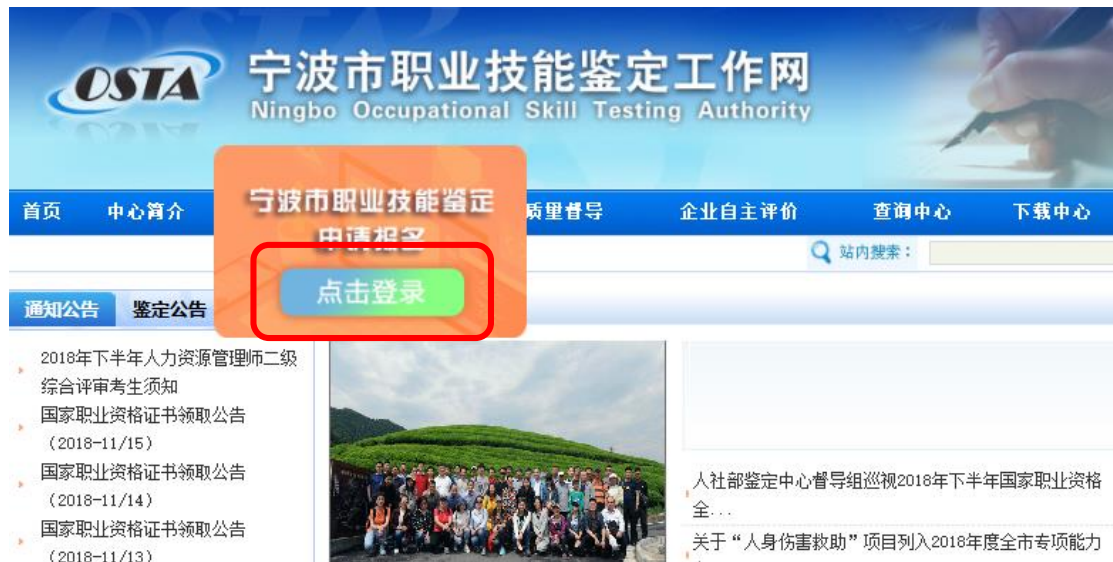 OSTA
宁波市职业技能鉴定工作网
Ningbo Occupational Skill Testing Authority
宁波市职业技能鉴定
申请报名
点击登录
首页 中心简介 质量督导 企业自主评价 查询中心 下载中心
站内搜索：
通知公告 鉴定公告
2018年下半年人力资源管理师二级
综合评审考生须知
国家职业资格证书领取公告
（2018-11/15）
国家职业资格证书领取公告
（2018-11/14）
国家职业资格证书领取公告
（2018-11/13）
人社部鉴定中心督导组巡视2018年下半年国家职业资格
全...
关于“人身伤害救助”项目列入2018年度全市专项能力